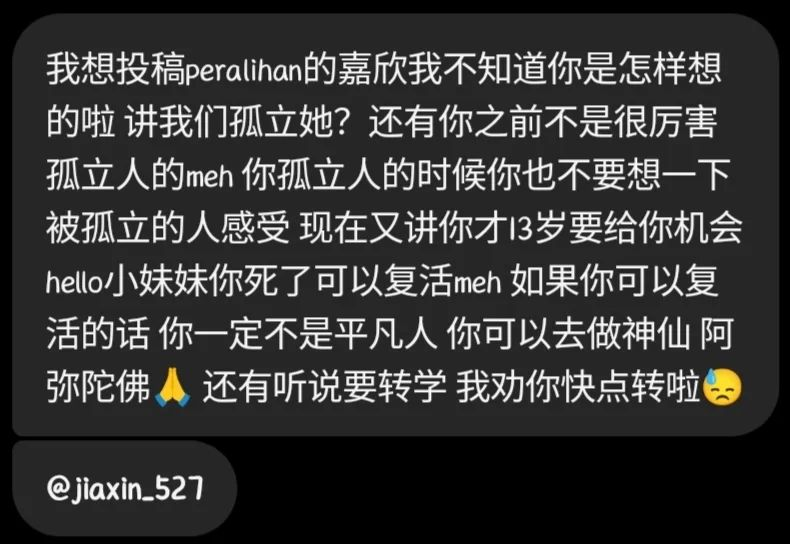 我想投稿peralihan的嘉欣我不知道你是怎样想
的啦 讲我们孤立她？还有你之前不是很厉害
孤立人的meh 你孤立人的时候你也不要想一下
被孤立的人感受 现在又讲你才13岁要给你机会
hello小妹妹你死了可以复活meh 如果你可以复
活的话 你一定不是平凡人 你可以去做神仙 阿
弥陀佛🙏 还有听说要转学 我劝你快点转啦😓
@jiaxin_527